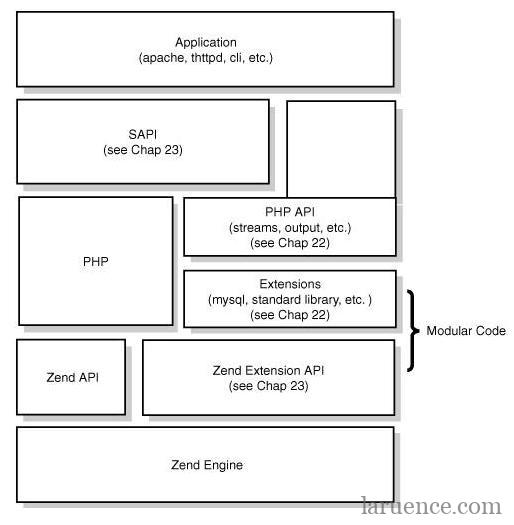 Application
(apache, thttpd, cli, etc.)
SAPI
(see Chap 23)
PHP API
(streams, output, etc.)
(see Chap 22)
PHP
Extensions
(mysql, standard library, etc. )
(see Chap 22)
Modular Code
Zend API
Zend Extension API
(see Chap 23)
Zend Engine
laruence.com